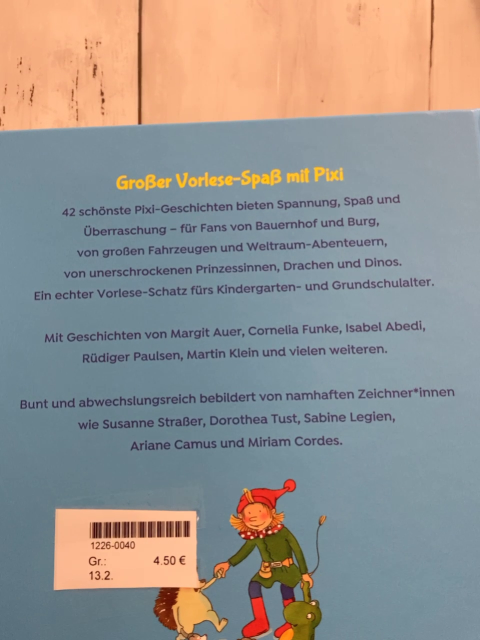 Großer Vorlese-Spaß mit Pixi
42 schönste Pixi-Geschichten bieten Spannung, Spaß und
Überraschung – für Fans von Bauernhof und Burg,
von großen Fahrzeugen und Weltraum-Abenteuern,
von unerschrockenen Prinzessinnen, Drachen und Dinos.
Ein echter Vorlese-Schatz fürs Kindergarten- und Grundschulalter.
Mit Geschichten von Margit Auer, Cornelia Funke, Isabel Abedi,
Rüdiger Paulsen, Martin Klein und vielen weiteren.
Bunt und abwechslungsreich bebildert von namhaften Zeichner*innen
wie Susanne Straßer, Dorothea Tust, Sabine Legien,
Ariane Camus und Miriam Cordes.
1226-0040
Gr.: 4.50 €
13.2.